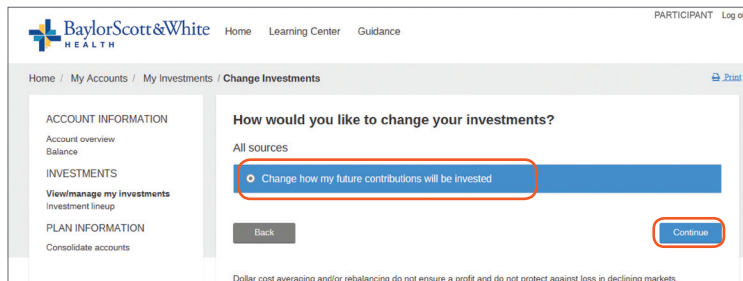 PARTICIPANT Log ou
BaylorScott&White
HEALTH
Home Learning Center Guidance
Home / My Accounts / My Investments / Change Investments
Print
ACCOUNT INFORMATION
Account overview
Balance
INVESTMENTS
View/manage my investments
Investment lineup
PLAN INFORMATION
Consolidate accounts
How would you like to change your investments?
All sources
Change how my future contributions will be invested
Back
Continue
Dollar cost averaging and/or rebalancing do not ensure a profit and do not protect against loss in declining markets.